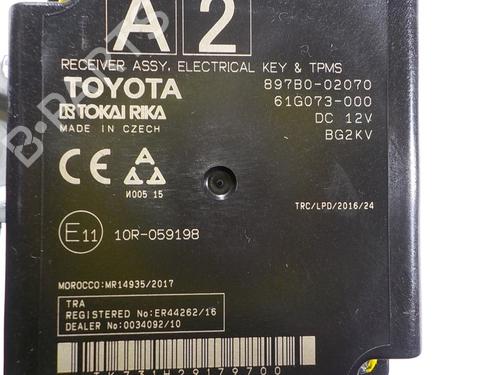 A 2
RECEIVER ASSY, ELECTRICAL KEY & TPMS
TOYOTA 897B0-02070
TOKAI RIKA 61G073-000
MADE IN CZECH DC 12V
BG2KV
CE
И005 15
TRC/LPD/2016/24
E11 10R-059198
MOROCCO:MR14935/2017
TRA
REGISTERED No:ER44262/16
DEALER No:0034092/10
B-PARTS